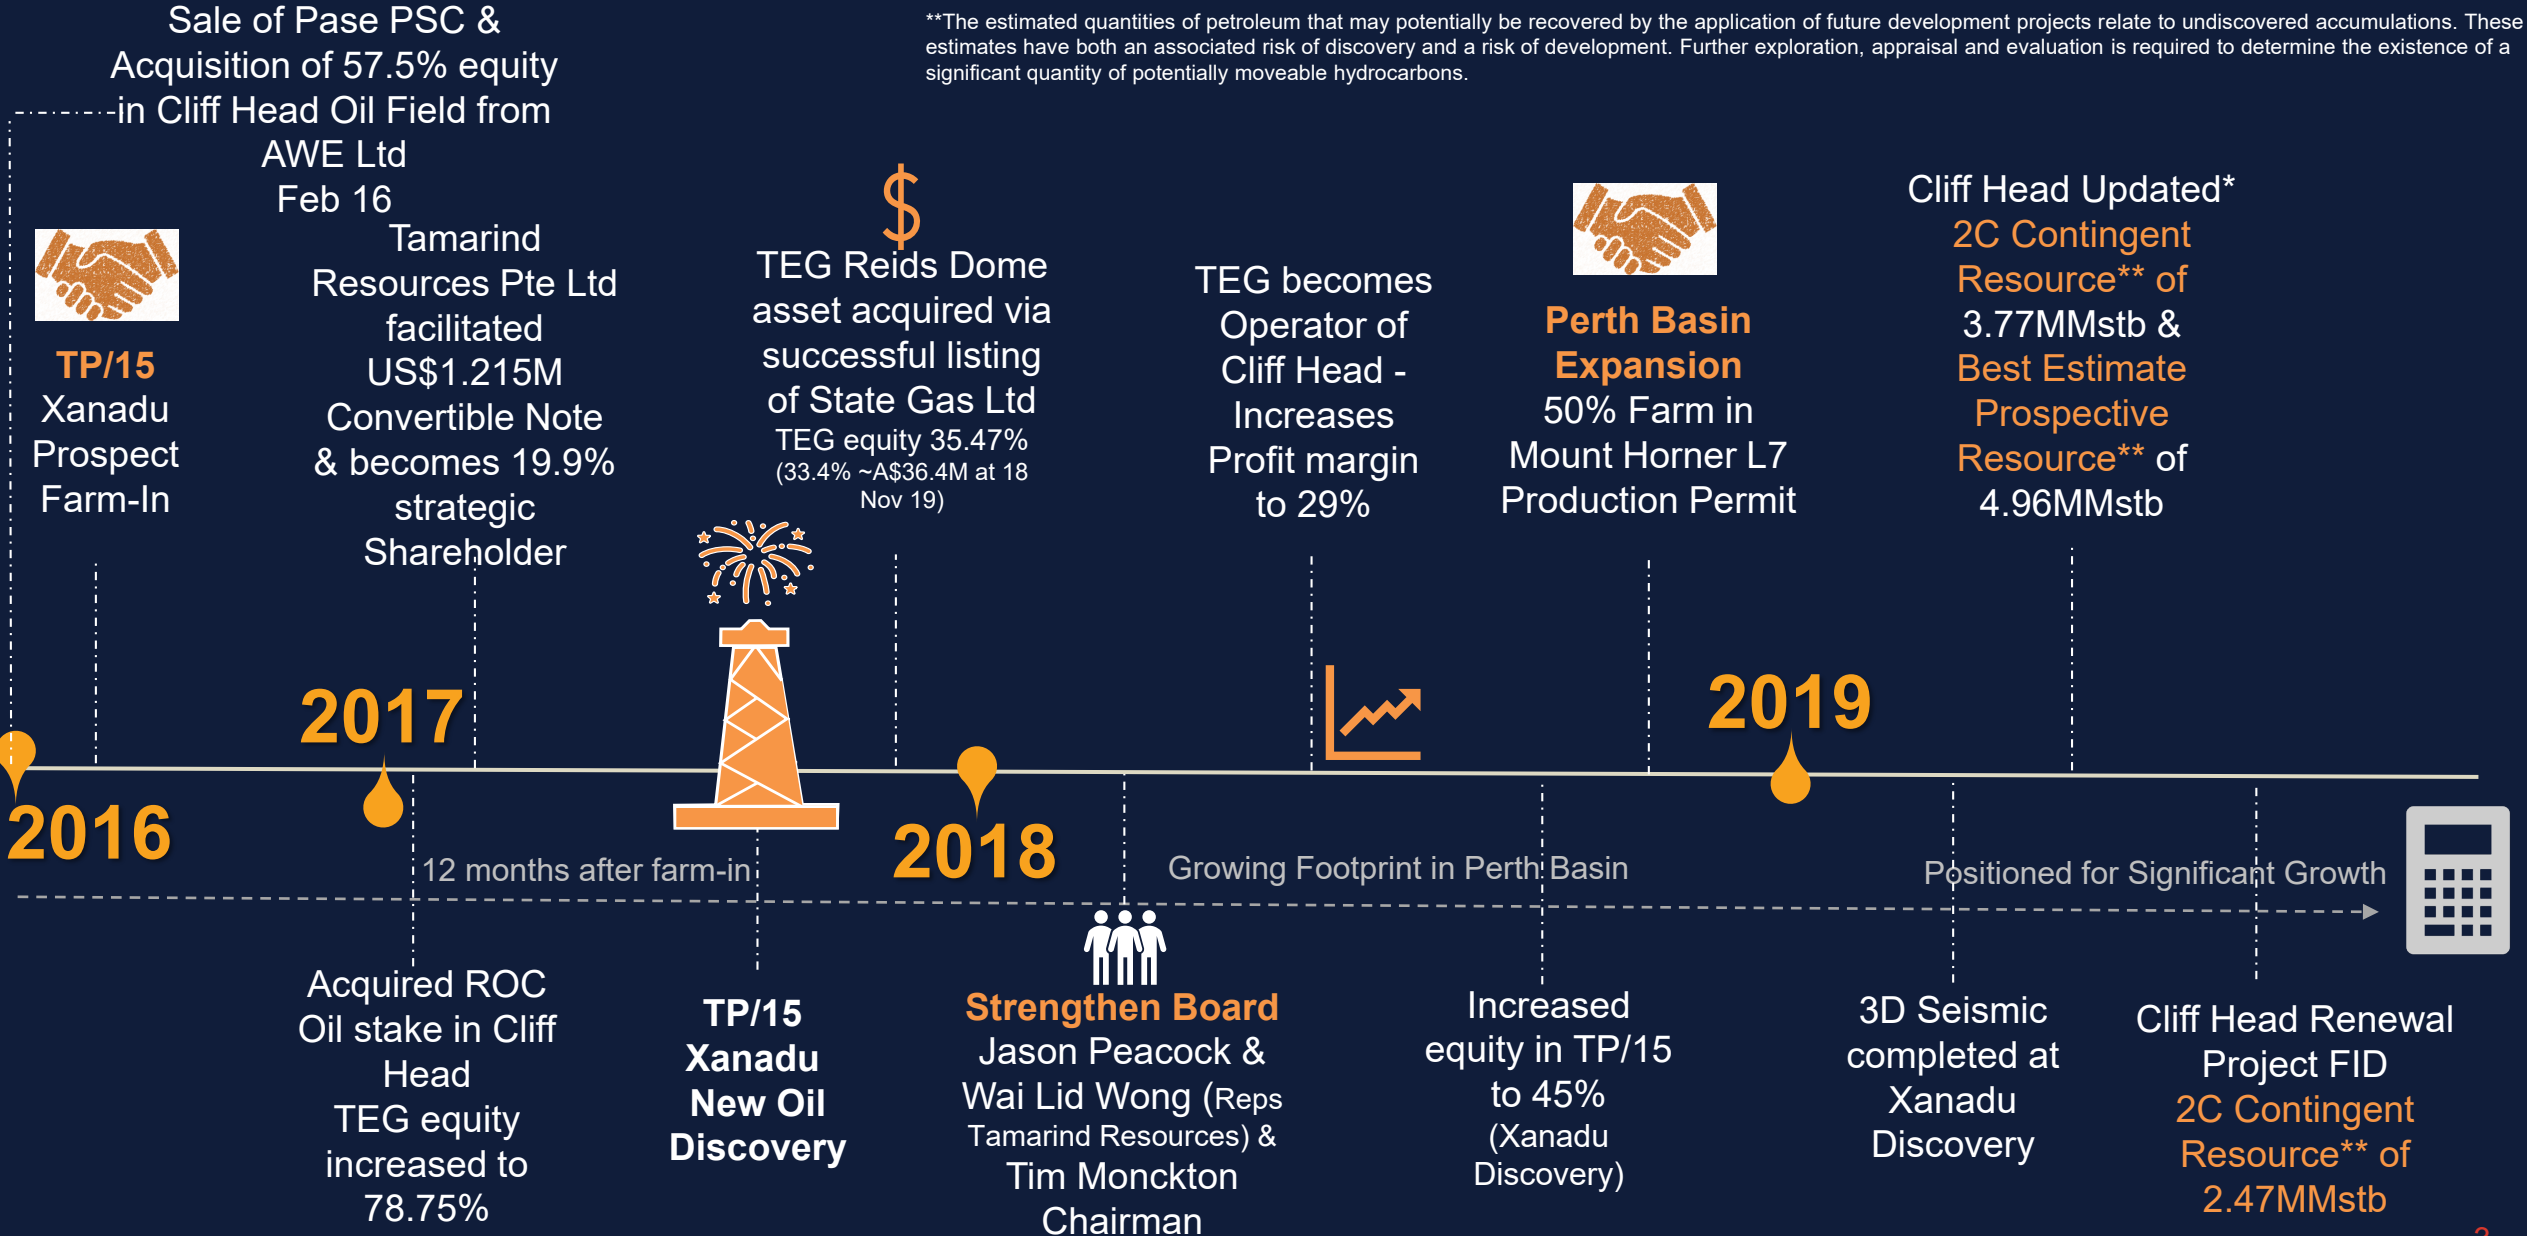 Sale of Pase PSC &
Acquisition of 57.5% equity
in Cliff Head Oil Field from
AWE Ltd
Feb 16
**The estimated quantities of petroleum that may potentially be recovered by the application of future development projects relate to undiscovered accumulations. These
estimates have both an associated risk of discovery and a risk of development. Further exploration, appraisal and evaluation is required to determine the existence of a
significant quantity of potentially moveable hydrocarbons.
TP/15
Xanadu
Prospect
Farm-In
Tamarind
Resources Pte Ltd
facilitated
US$1.215M
Convertible Note
& becomes 19.9%
strategic
Shareholder
$
TEG Reids Dome
asset acquired via
successful listing
of State Gas Ltd
TEG equity 35.47%
(33.4% ~A$36.4M at 18
Nov 19)
TEG becomes
Operator of
Cliff Head -
Increases
Profit margin
to 29%
Perth Basin
Expansion
50% Farm in
Mount Horner L7
Production Permit
Cliff Head Updated*
2C Contingent
Resource** of
3.77MMstb &
Best Estimate
Prospective
Resource** of
4.96MMstb
2016
2017
2018
2019
12 months after farm-in
Growing Footprint in Perth Basin
Positioned for Significant Growth
Acquired ROC
Oil stake in Cliff
Head
TEG equity
increased to
78.75%
TP/15
Xanadu
New Oil
Discovery
Strengthen Board
Jason Peacock &
Wai Lid Wong (Reps
Tamarind Resources) &
Tim Monckton
Chairman
Increased
equity in TP/15
to 45%
(Xanadu
Discovery)
3D Seismic
completed at
Xanadu
Discovery
Cliff Head Renewal
Project FID
2C Contingent
Resource** of
2.47MMstb